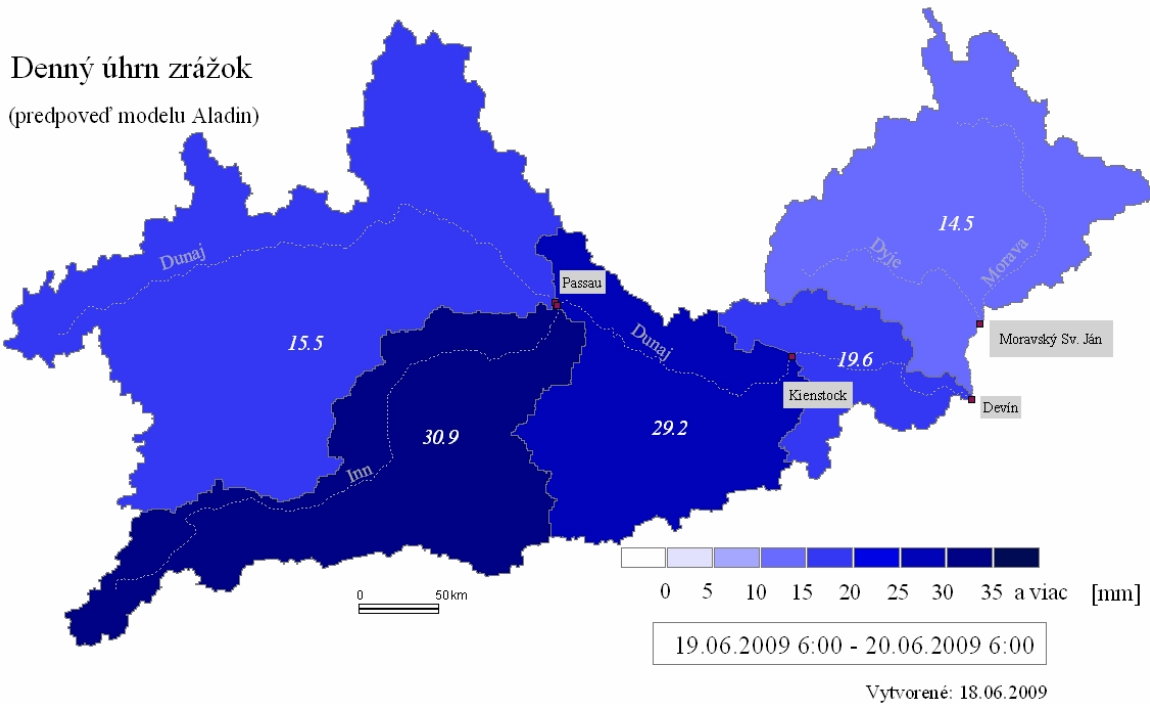 Denný úhrn zrážok
(predpoveď modelu Aladin)
Dunaj
Passau
15.5
Inn
30.9
Dunaj
29.2
Kienstock
19.6
14.5
Dyje
Morava
Moravský Sv. Ján
Devín
0 50 km
0 5 10 15 20 25 30 35 a viac [mm]
19.06.2009 6:00 - 20.06.2009 6:00
Vytvorené: 18.06.2009